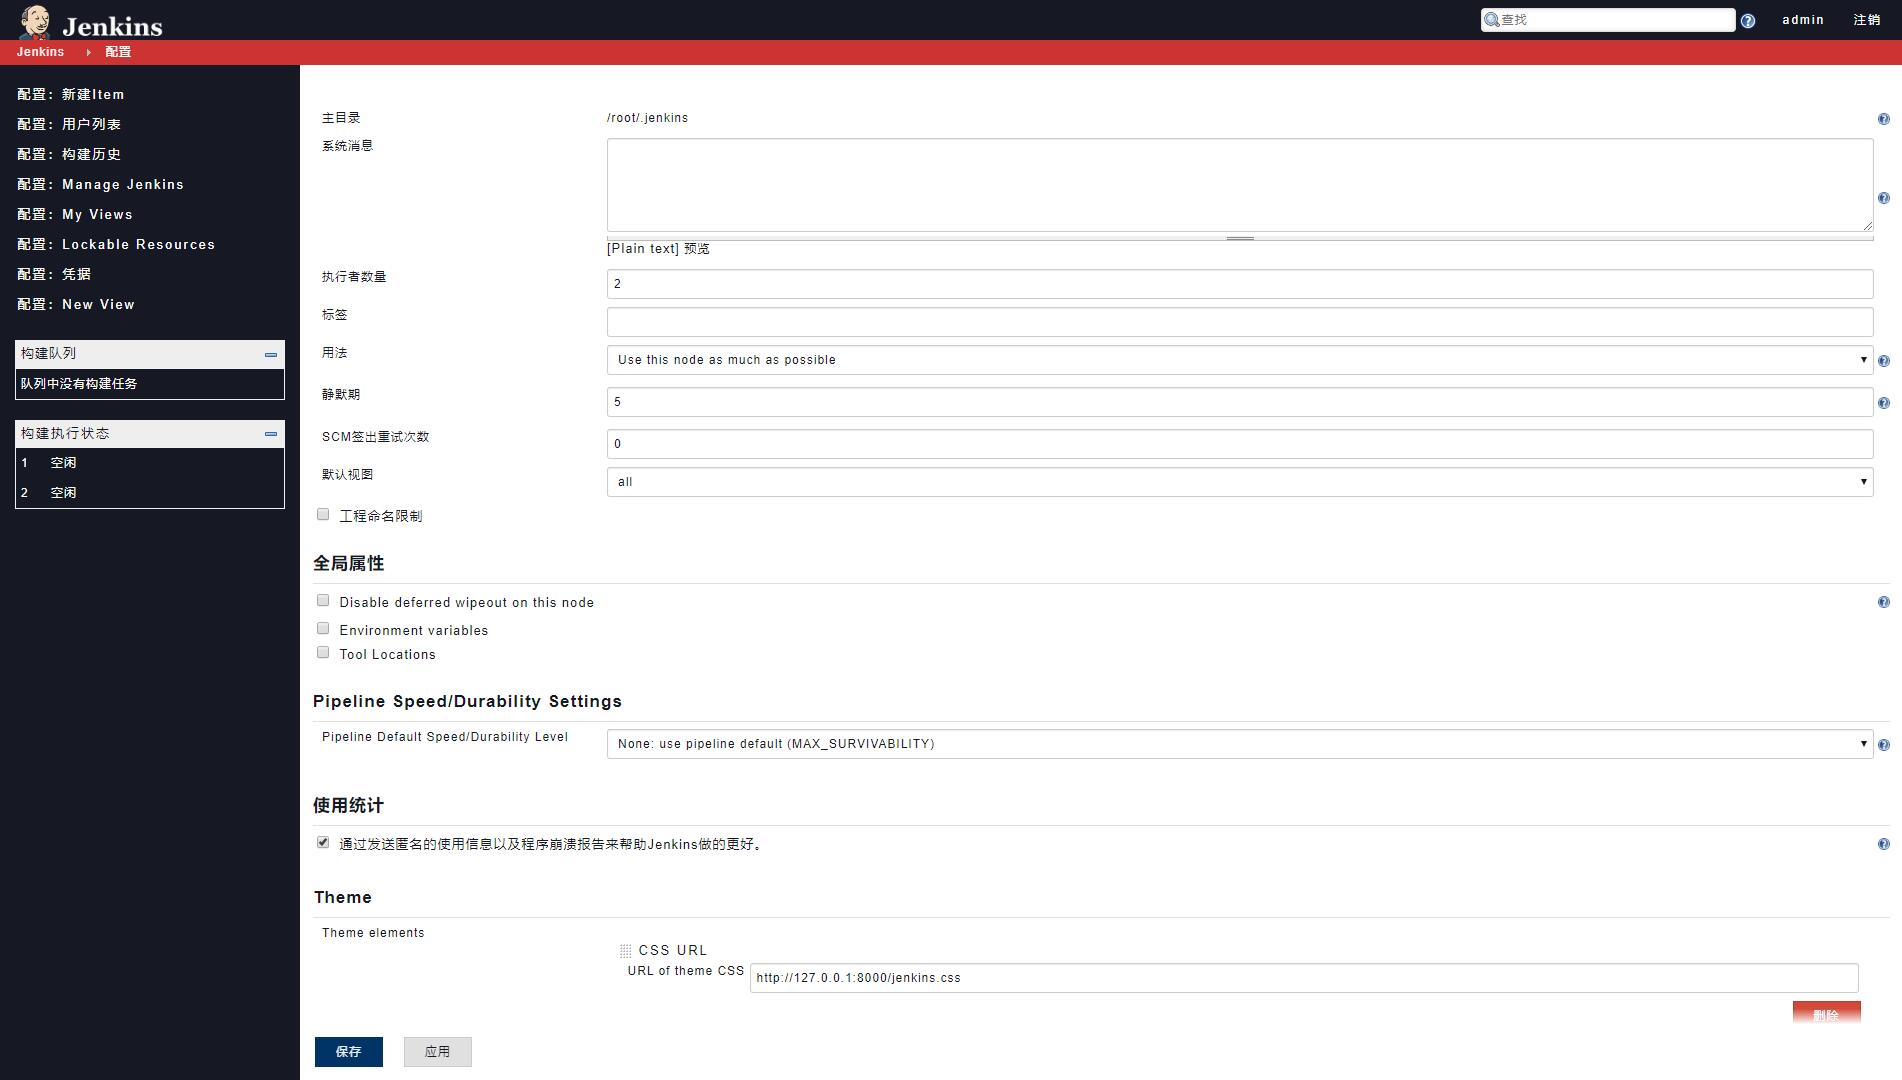 Jenkins
查找
admin
注销
Jenkins
配置
配置：新建Item
配置：用户列表
配置：构建历史
配置：Manage Jenkins
配置：My Views
配置：Lockable Resources
配置：凭据
配置：New View
构建队列
队列中没有构建任务
构建执行状态
1 空闲
2 空闲
主目录
/root/.jenkins
系统消息
[Plain text] 预览
执行者数量
2
标签
用法
Use this node as much as possible
静默期
5
SCM签出重试次数
0
默认视图
all
工程命名限制
全局属性
Disable deferred wipeout on this node
Environment variables
Tool Locations
Pipeline Speed/Durability Settings
Pipeline Default Speed/Durability Level
None: use pipeline default (MAX_SURVIVABILITY)
使用统计
通过发送匿名的使用信息以及程序崩溃报告来帮助Jenkins做的更好。
Theme
Theme elements
CSS URL
URL of theme CSS
http://127.0.0.1:8000/jenkins.css
删除
保存
应用